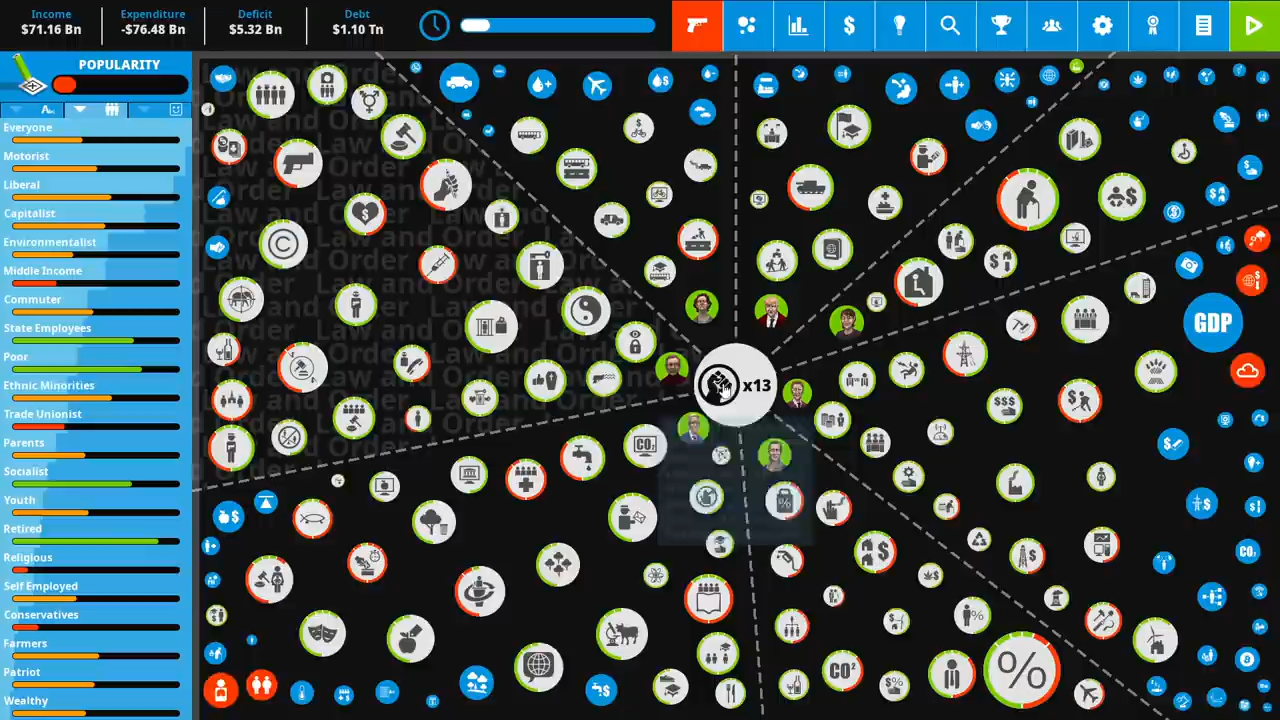 Income
$71.16 Bn
Expenditure
-$76.48 Bn
Deficit
$5.32 Bn
Debt
$1.10 Tn
POPULARITY
Everyone
Motorist
Liberal
Capitalist
Environmentalist
Middle Income
Commuter
State Employees
Poor
Ethnic Minorities
Trade Unionist
Parents
Socialist
Youth
Retired
Religious
Self Employed
Conservatives
Farmers
Patriot
Wealthy
Law and Order
x13
GDP
CO2
CO²
CO₂